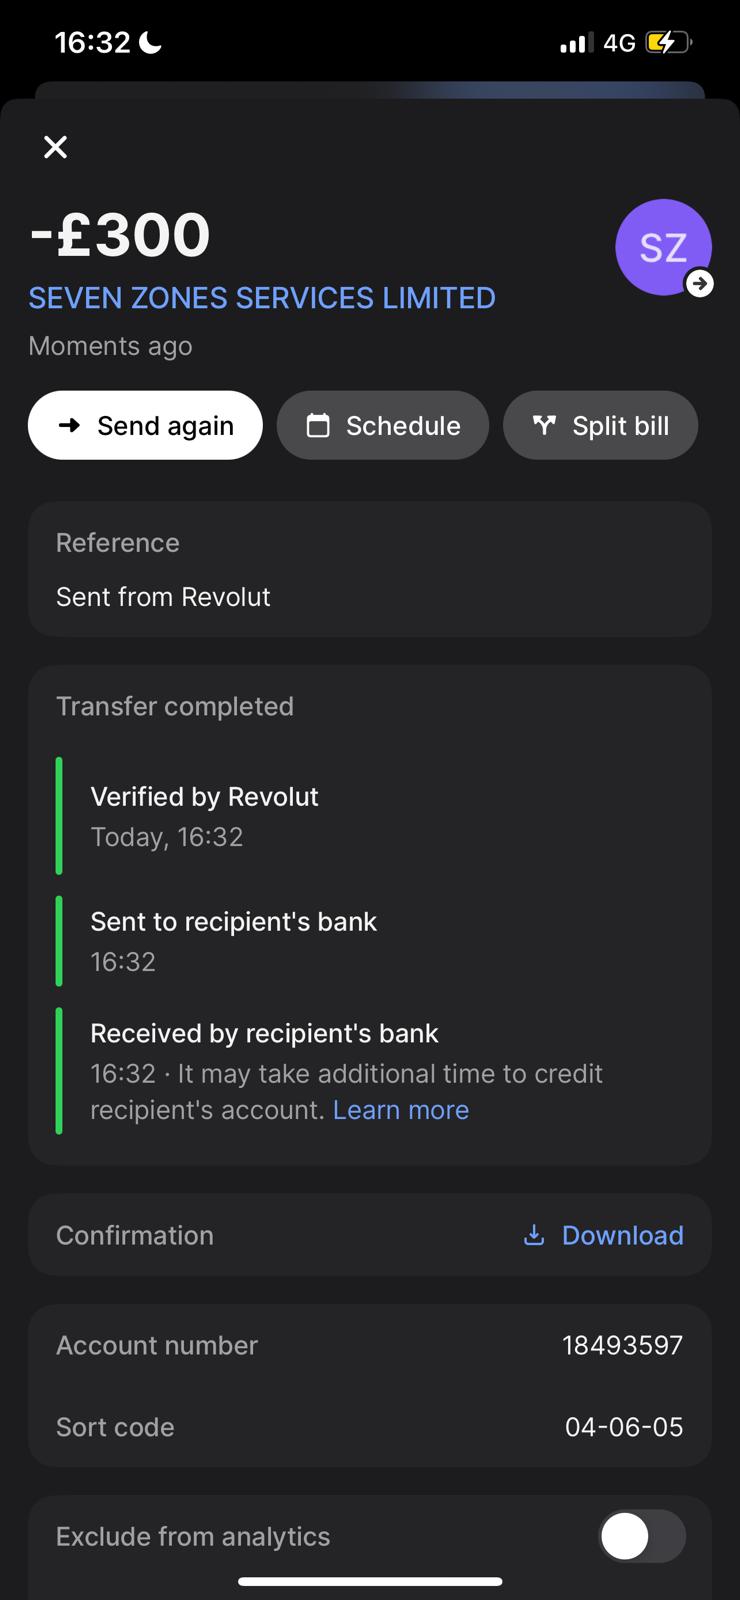 16:32
4G
-£300
SZ
SEVEN ZONES SERVICES LIMITED
Moments ago
Send again
Schedule
Split bill
Reference
Sent from Revolut
Transfer completed
Verified by Revolut
Today, 16:32
Sent to recipient's bank
16:32
Received by recipient's bank
16:32 · It may take additional time to credit
recipient's account. Learn more
Confirmation
Download
Account number
18493597
Sort code
04-06-05
Exclude from analytics